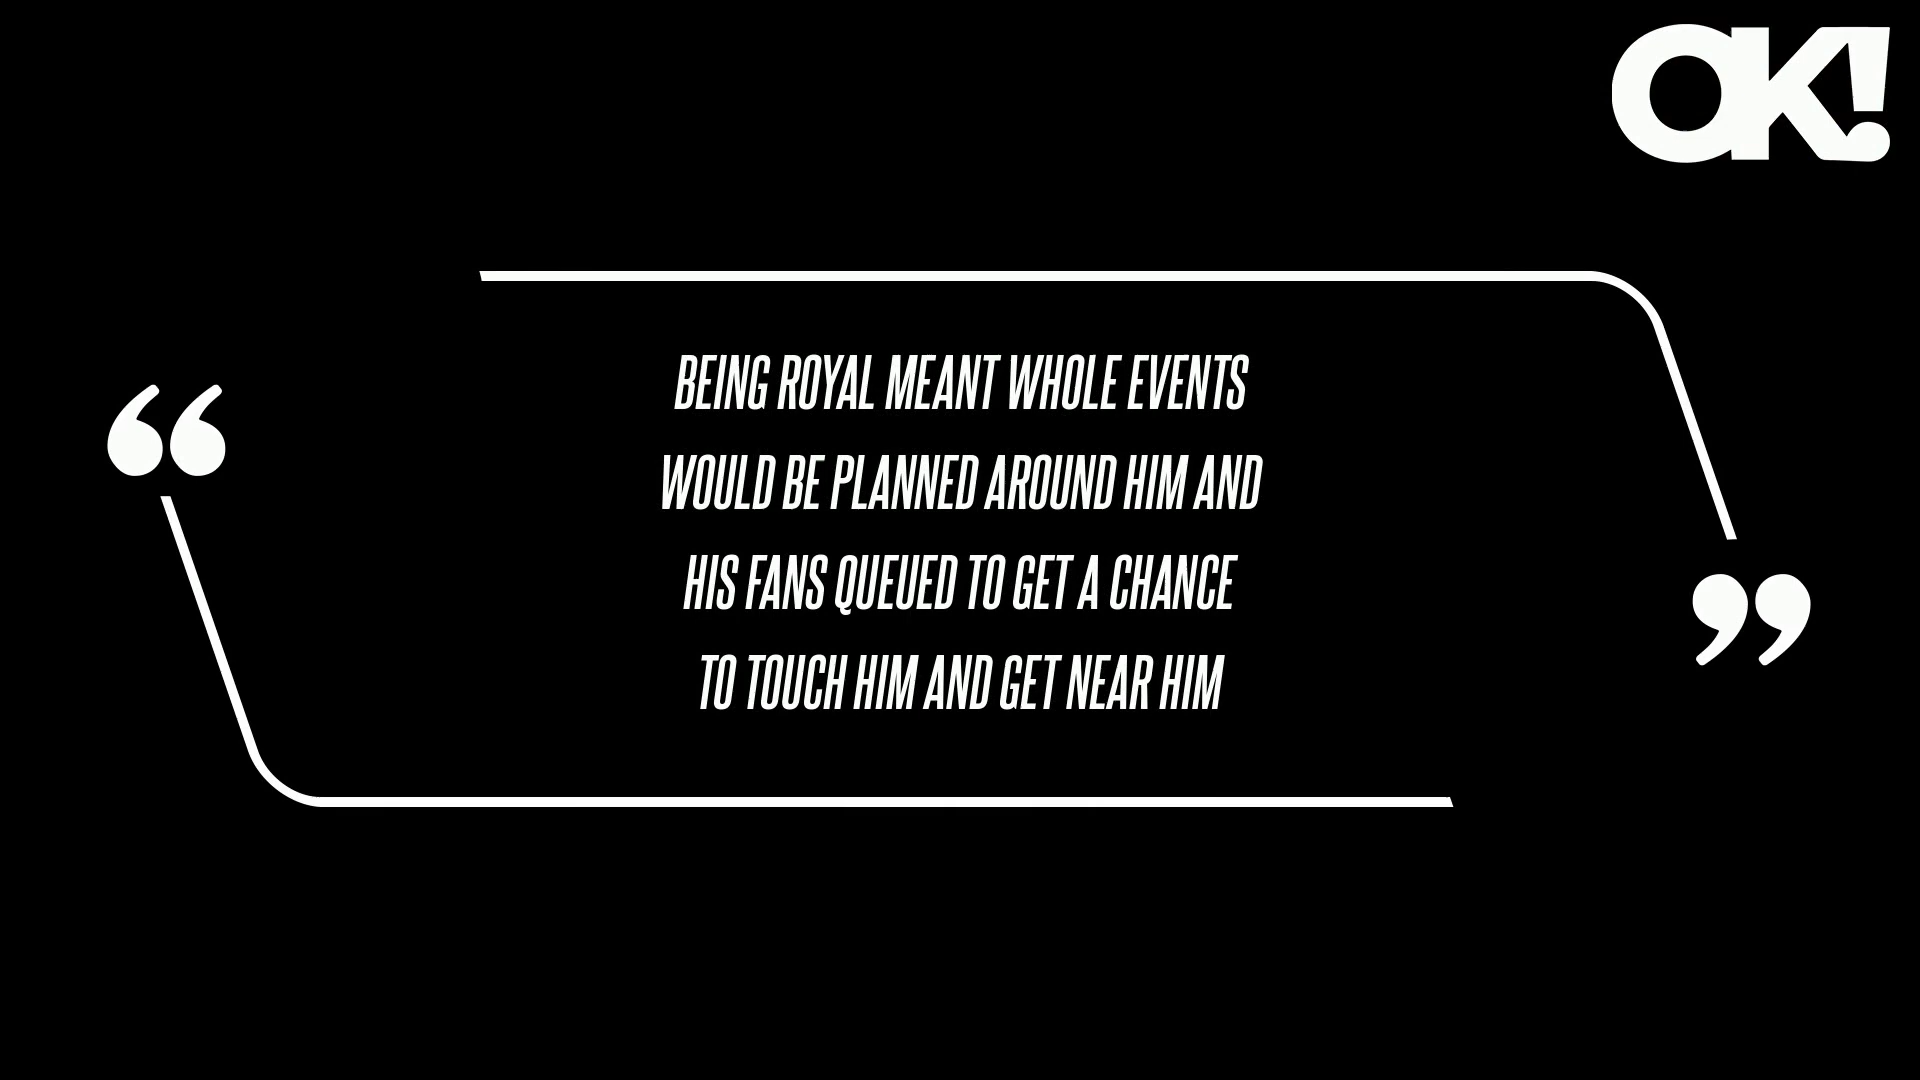 OK!
BEING ROYAL MEANT WHOLE EVENTS
WOULD BE PLANNED AROUND HIM AND
HIS FANS QUEUED TO GET A CHANCE
TO TOUCH HIM AND GET NEAR HIM